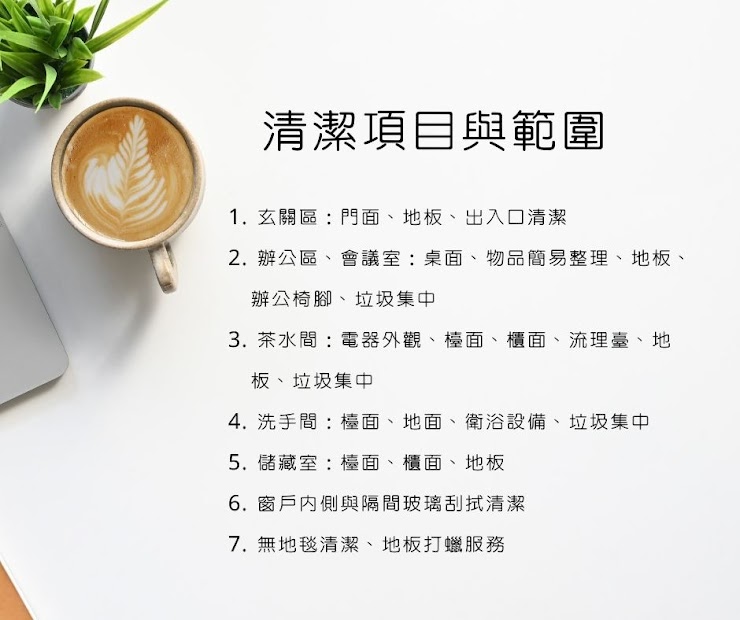 清潔項目與範圍
1. 玄關區：門面、地板、出入口清潔
2. 辦公區、會議室：桌面、物品簡易整理、地板、
辦公椅腳、垃圾集中
3. 茶水間：電器外觀、檯面、櫃面、流理臺、地
板、垃圾集中
4. 洗手間：檯面、地面、衛浴設備、垃圾集中
5. 儲藏室：檯面、櫃面、地板
6. 窗戶內側與隔間玻璃刮拭清潔
7. 無地毯清潔、地板打蠟服務